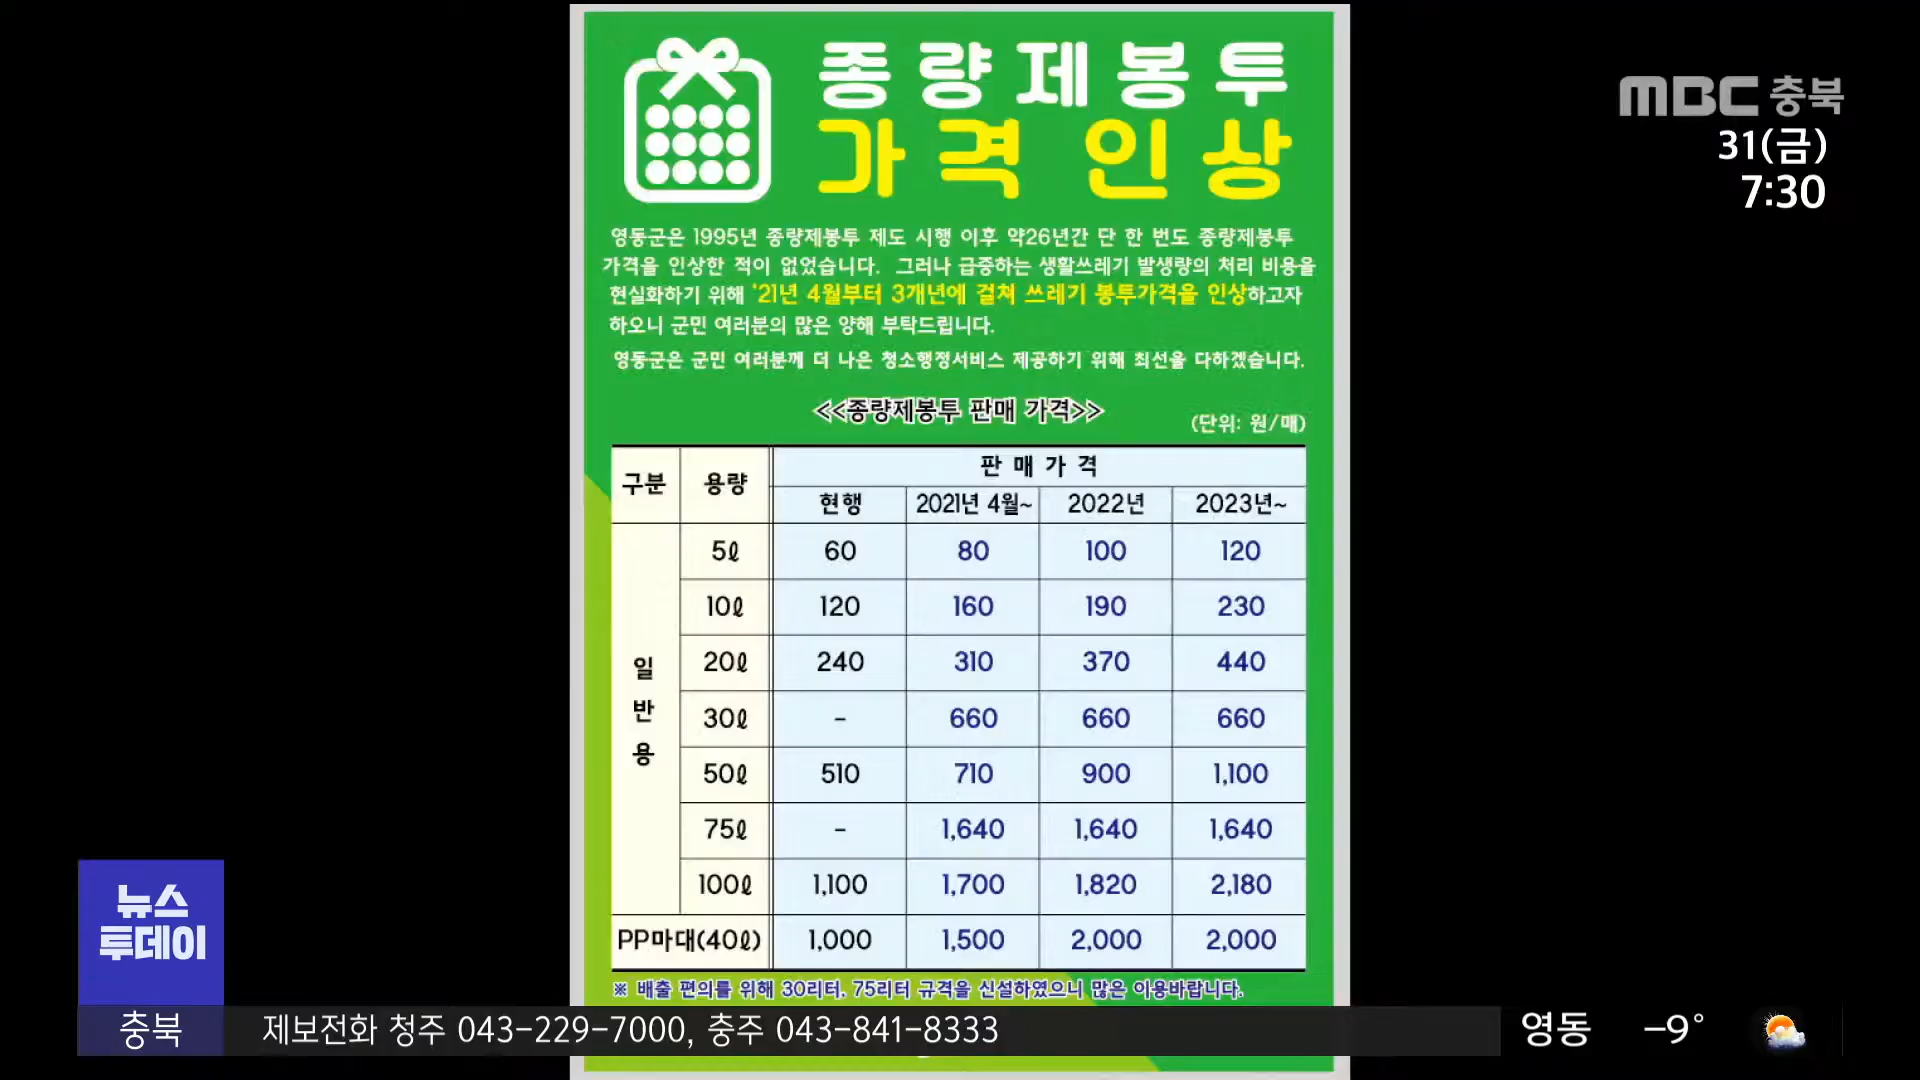 종량제봉투
가격 인상
MBC 충북
31(금)
7:30
영동군은 1995년 종량제봉투 제도 시행 이후 약26년간 단 한 번도 종량제봉투
가격을 인상한 적이 없었습니다. 그러나 급증하는 생활쓰레기 발생량의 처리 비용을
현실화하기 위해 '21년 4월부터 3개년에 걸쳐 쓰레기 봉투가격을 인상하고자
하오니 군민 여러분의 많은 양해 부탁드립니다.
영동군은 군민 여러분께 더 나은 청소행정서비스 제공하기 위해 최선을 다하겠습니다.
<<종량제봉투 판매 가격>>
(단위: 원/매)
구분 용량 판 매 가 격
현행 2021년 4월~ 2022년 2023년~
일반용
5ℓ 60 80 100 120
10ℓ 120 160 190 230
20ℓ 240 310 370 440
30ℓ - 660 660 660
50ℓ 510 710 900 1,100
75ℓ - 1,640 1,640 1,640
100ℓ 1,100 1,700 1,820 2,180
PP마대(40ℓ) 1,000 1,500 2,000 2,000
※ 배출 편의를 위해 30리터, 75리터 규격을 신설하였으니 많은 이용바랍니다.
뉴스
투데이
충북 제보전화 청주 043-229-7000, 충주 043-841-8333 영동 -9°